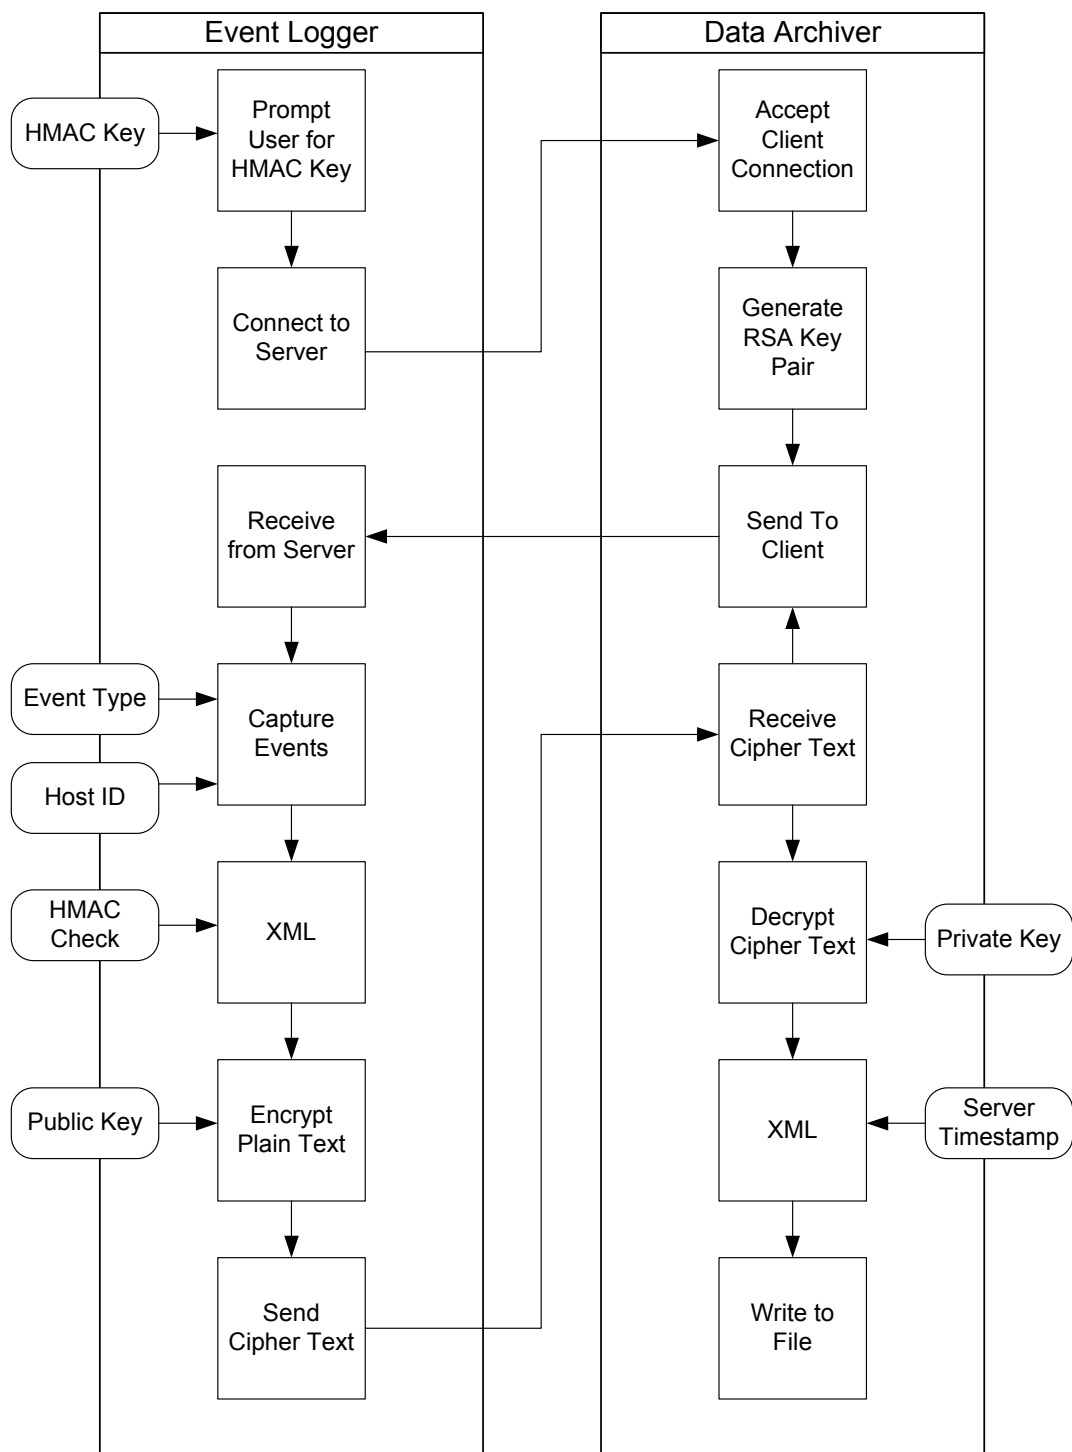 Event Logger
Data Archiver
HMAC Key
Prompt
User for
HMAC Key
Accept
Client
Connection
Connect to
Server
Generate
RSA Key
Pair
Receive
from Server
Send To
Client
Event Type
Host ID
Capture
Events
Receive
Cipher Text
HMAC
Check
XML
Decrypt
Cipher Text
Private Key
Public Key
Encrypt
Plain Text
XML
Server
Timestamp
Send
Cipher Text
Write to
File